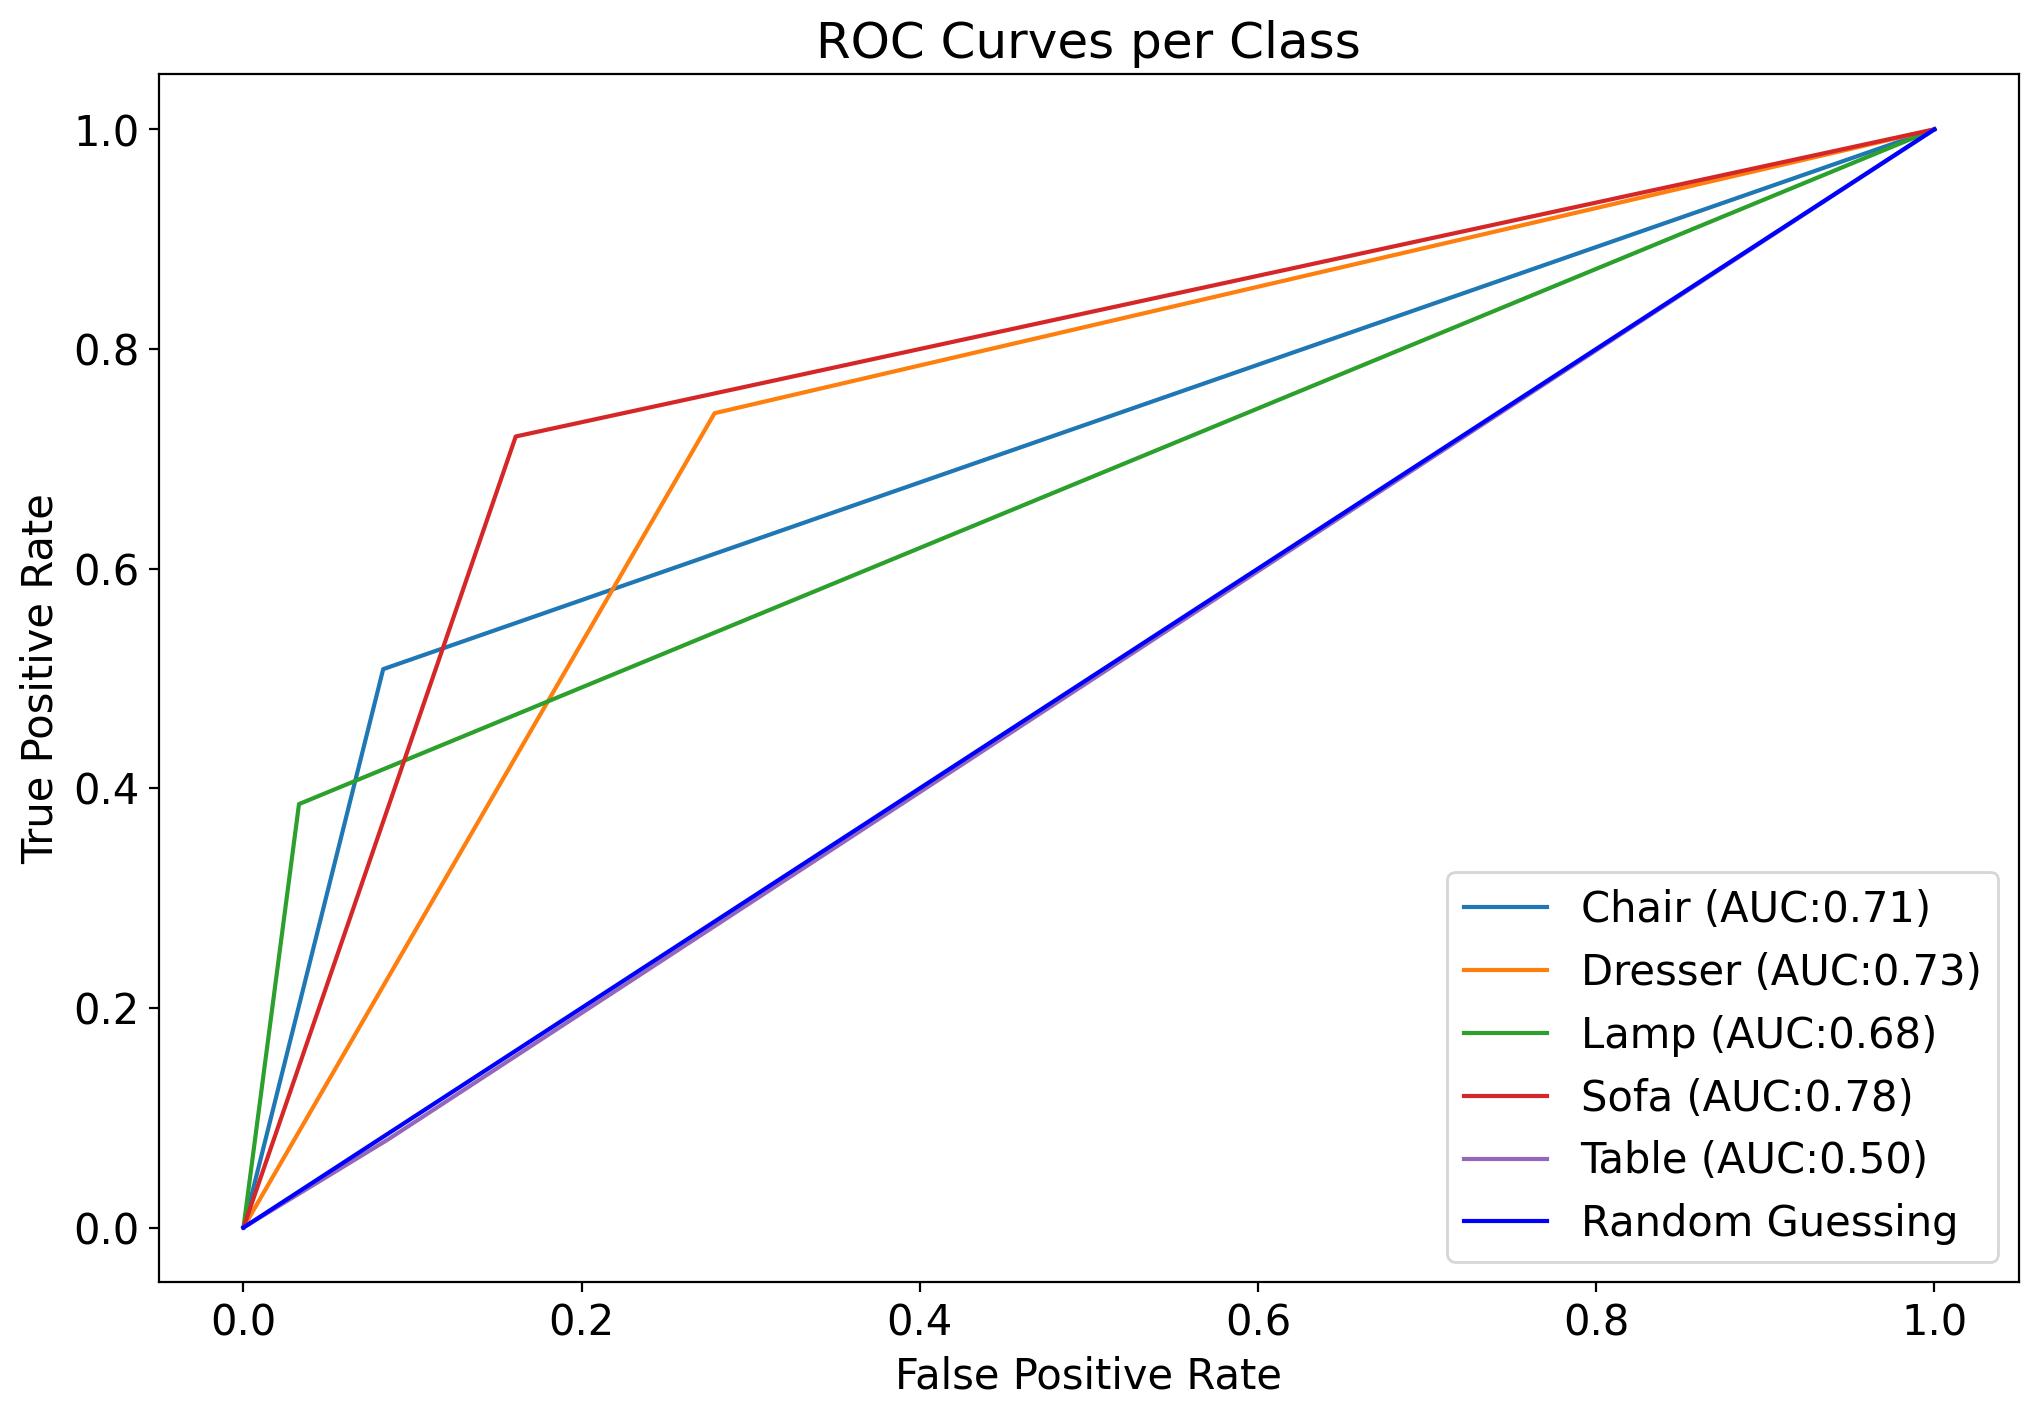 ROC Curves per Class
True Positive Rate
1.0
0.8
0.6
0.4
0.2
0.0
Chair (AUC:0.71)
Dresser (AUC:0.73)
Lamp (AUC:0.68)
Sofa (AUC:0.78)
Table (AUC:0.50)
Random Guessing
0.0 0.2 0.4 0.6 0.8 1.0
False Positive Rate